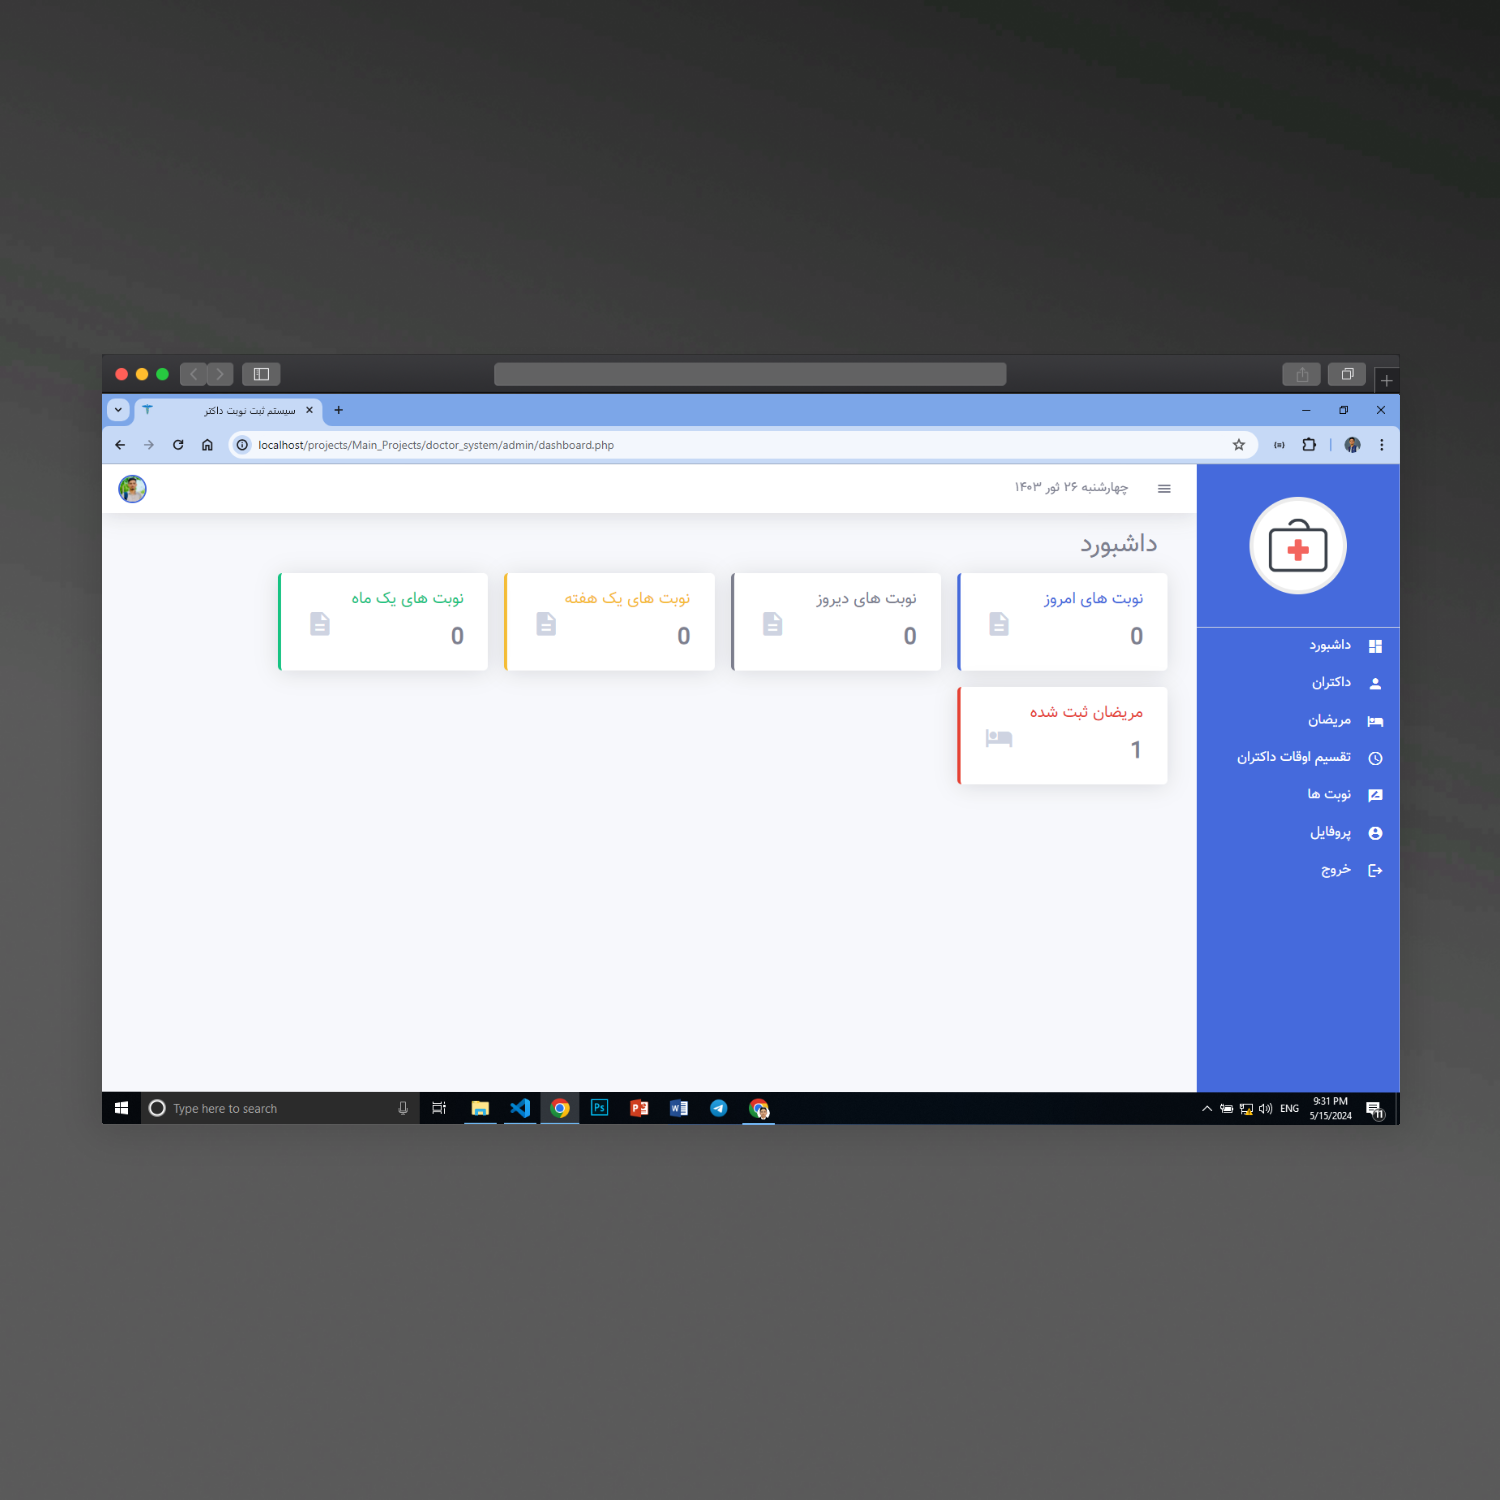 سیستم ثبت نوبت داکتر
localhost/projects/Main_Projects/doctor_system/admin/dashboard.php
چهارشنبه ۲۶ ثور ۱۴۰۳
داشبورد
نوبت های امروز
0
نوبت های دیروز
0
نوبت های یک هفته
0
نوبت های یک ماه
0
مریضان ثبت شده
1
داشبورد
داکتران
مریضان
تقسیم اوقات داکتران
نوبت ها
پروفایل
خروج
Type here to search
Ps
P
W
ENG
9:31 PM
5/15/2024
11